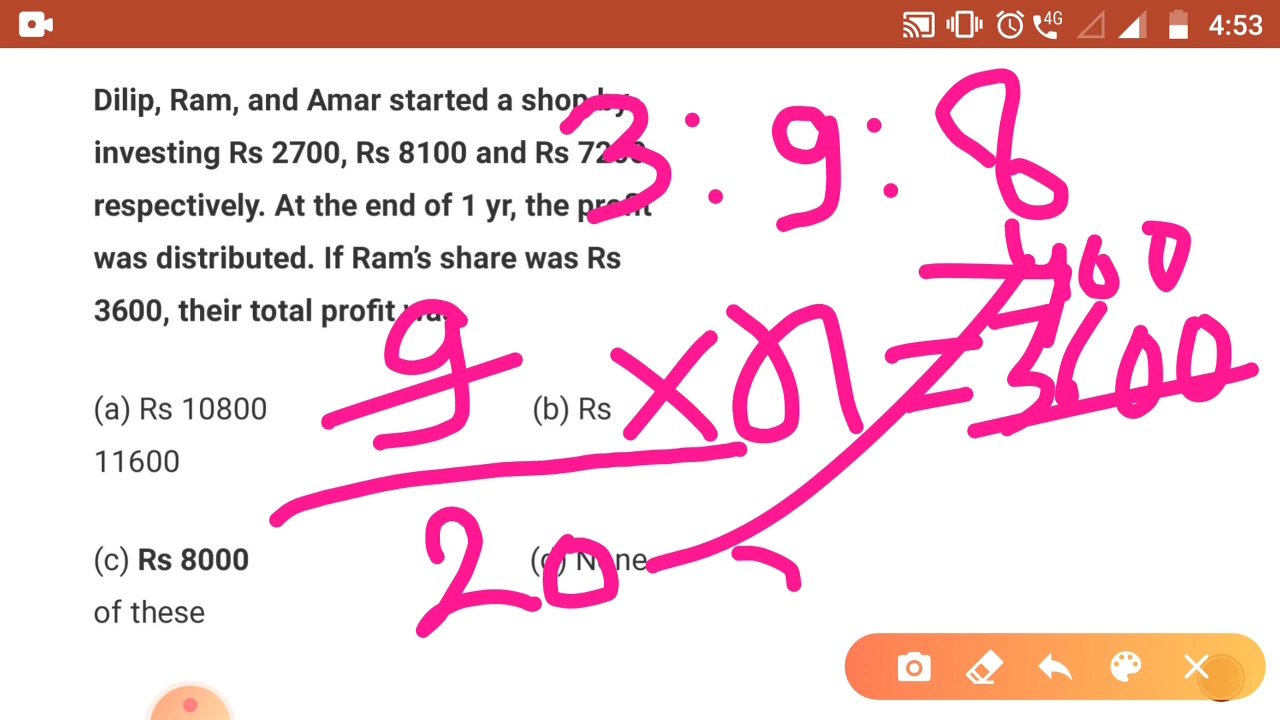 4G 4:53
Dilip, Ram, and Amar started a shop by
investing Rs 2700, Rs 8100 and Rs 7200
respectively. At the end of 1 yr, the profit
was distributed. If Ram's share was Rs
3600, their total profit was
3 : 9 : 8
400
9 × x = 3600
20
(a) Rs 10800 (b) Rs
11600
(c) Rs 8000 (d) None
of these